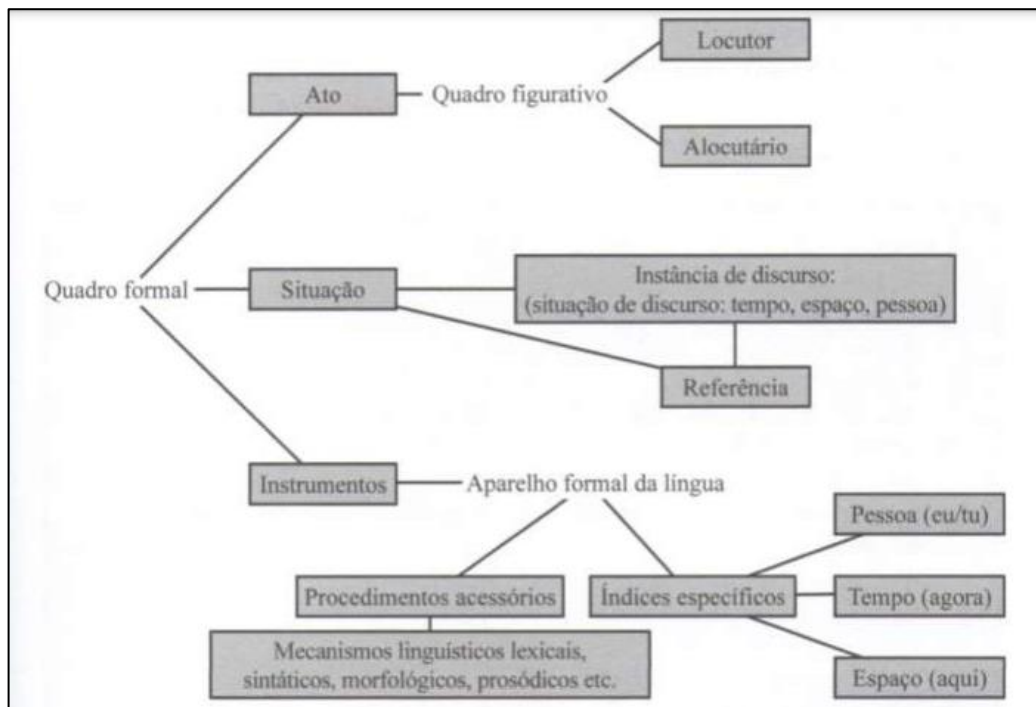 Locutor
Ato
Quadro figurativo
Alocutário
Quadro formal
Situação
Instância de discurso:
(situação de discurso: tempo, espaço, pessoa)
Referência
Instrumentos
Aparelho formal da língua
Pessoa (eu/tu)
Procedimentos acessórios
Índices específicos
Tempo (agora)
Mecanismos linguísticos lexicais,
sintáticos, morfológicos, prosódicos etc.
Espaço (aqui)